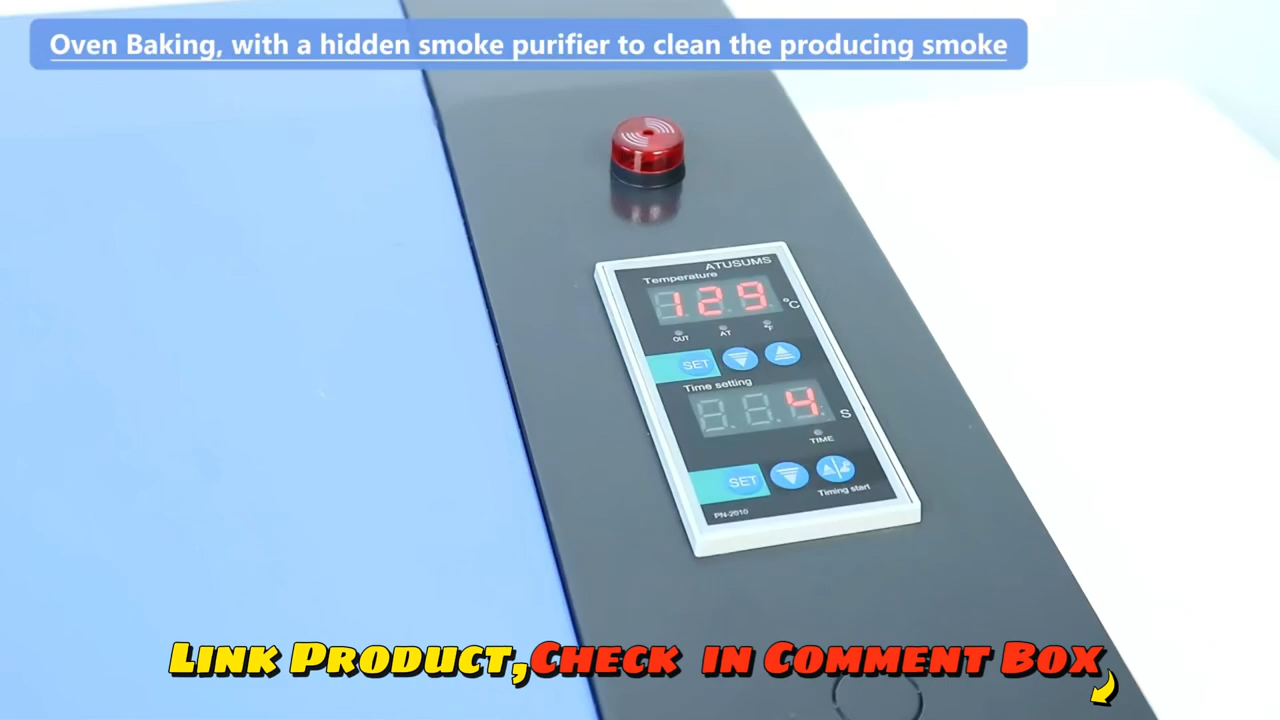 Oven Baking, with a hidden smoke purifier to clean the producing smoke
ATUSUMS
Temperature
129 °C
OUT AT °F
SET
Time setting
4 S
TIME
SET
Timing start
PN-2010
Link Product,Check in Comment Box